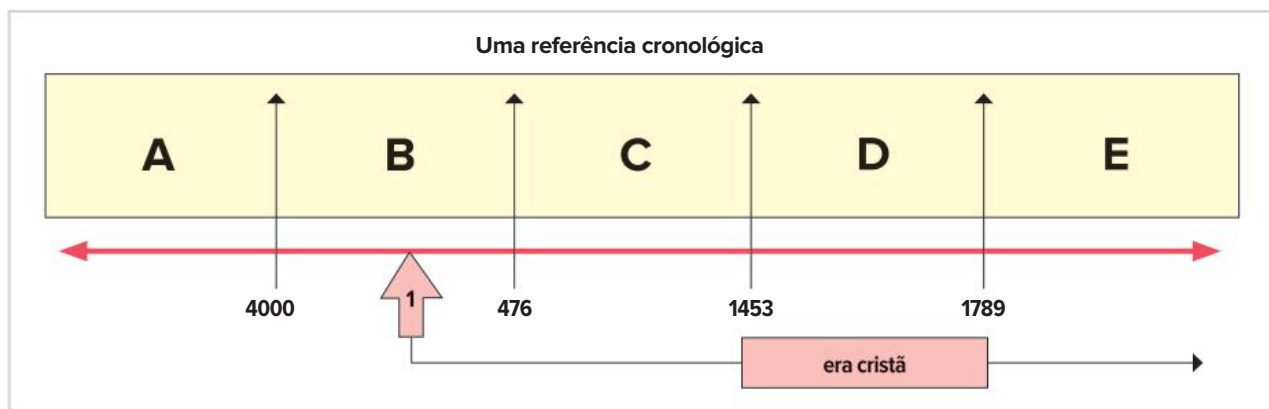 Uma referência cronológica
A B C D E
1
4000 476 1453 1789
era cristã